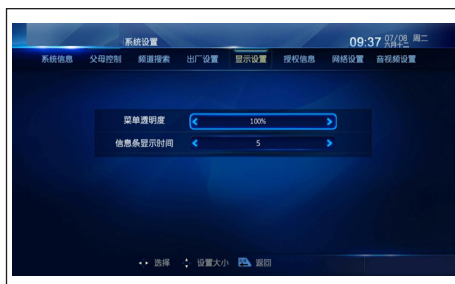 系统设置
09:37 07/08 周二
六月十二
系统信息 父母控制 频道搜索 出厂设置 显示设置 授权信息 网络设置 音视频设置
菜单透明度 100%
信息条显示时间 5
选择 设置大小 返回